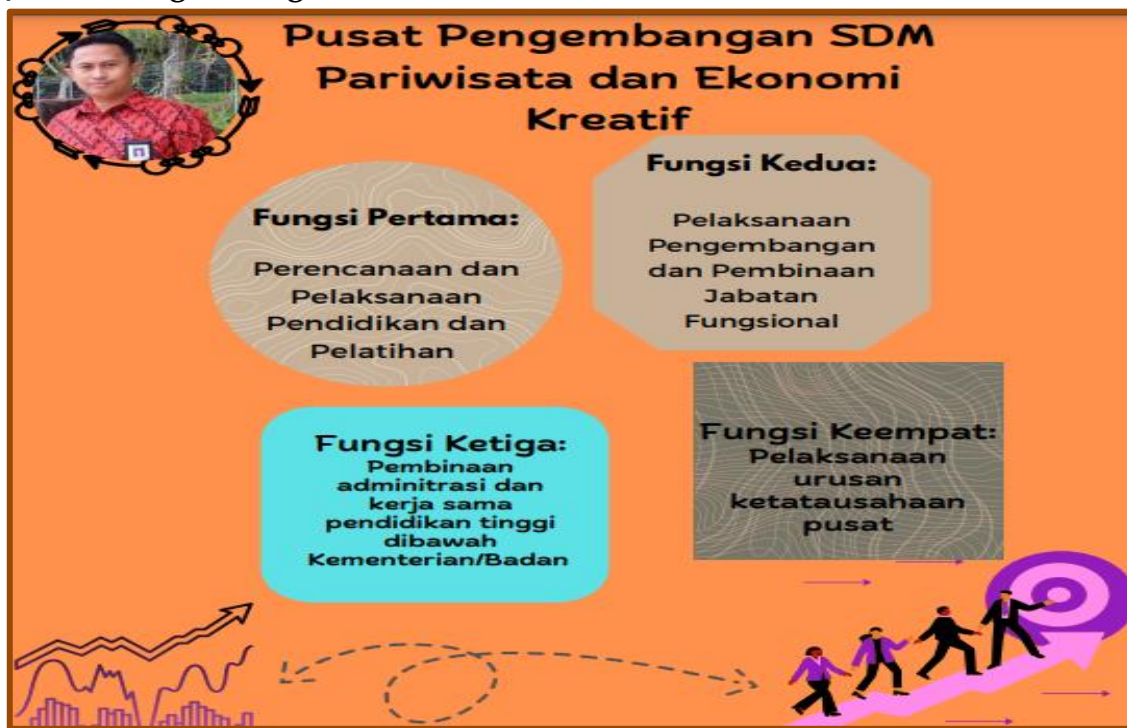 Pusat Pengembangan SDM
Pariwisata dan Ekonomi
Kreatif
Fungsi Pertama:
Perencanaan dan
Pelaksanaan
Pendidikan dan
Pelatihan
Fungsi Kedua:
Pelaksanaan
Pengembangan
dan Pembinaan
Jabatan
Fungsional
Fungsi Ketiga:
Pembinaan
adminitrasi dan
kerja sama
pendidikan tinggi
dibawah
Kementerian/Badan
Fungsi Keempat:
Pelaksanaan
urusan
ketatausahaan
pusat